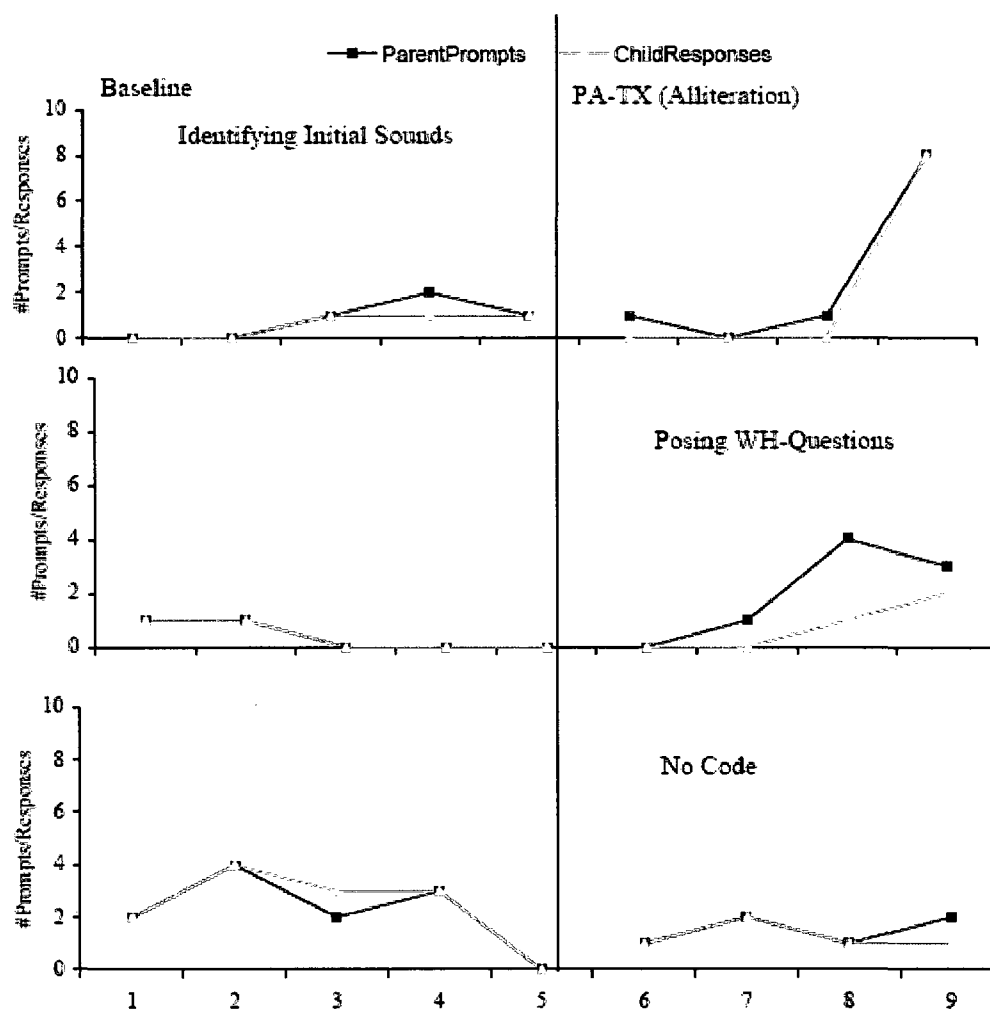 ParentPrompts ChildResponses
Baseline
PA-TX (Alliteration)
Identifying Initial Sounds
#Prompts/Responses
10
8
6
4
2
0
Posing WH-Questions
#Prompts/Responses
10
8
6
4
2
0
No Code
#Prompts/Responses
10
8
6
4
2
0
1 2 3 4 5 6 7 8 9